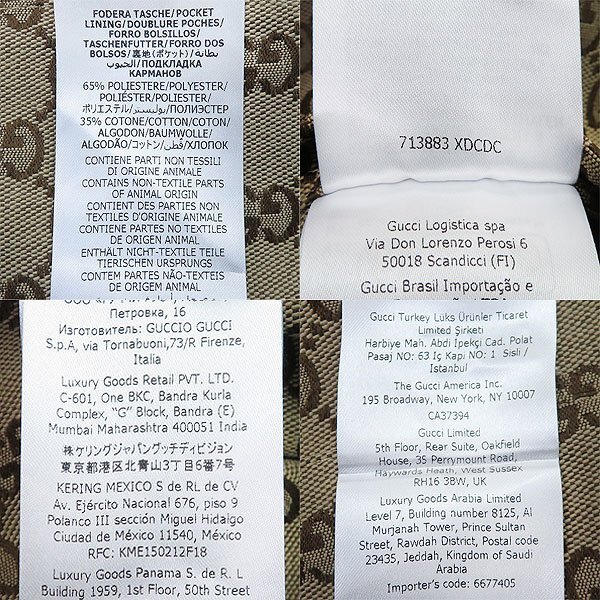 FODERA TASCHE/POCKET
LINING/DOUBLURE POCHES/
FORRO BOLSILLOS/
TASCHENFUTTER/FORRO DOS
BOLSOS/裏地(ポケット)/بطانة
الجيوب/ПОДКЛАДКА
КАРМАНОВ
65% POLIESTERE/POLYESTER/
POLIÉSTER/POLIESTER/
ポリエステル/بوليستر/ПОЛИЭСТЕР
35% COTONE/COTTON/COTON/
ALGODON/BAUMWOLLE/
ALGODÃO/コットン/قطن/ХЛОПОК
CONTIENE PARTI NON TESSILI
DI ORIGINE ANIMALE
CONTAINS NON-TEXTILE PARTS
OF ANIMAL ORIGIN
CONTIENT DES PARTIES NON
TEXTILES D'ORIGINE ANIMALE
CONTIENE PARTES NO TEXTILES
DE ORIGEN ANIMAL
ENTHÄLT NICHT-TEXTILE TEILE
TIERISCHEN URSPRUNGS
CONTEM PARTES NÃO-TEXTEIS
DE ORIGEM ANIMAL
713883 XDCDC
Gucci Logistica spa
Via Don Lorenzo Perosi 6
50018 Scandicci (FI)
Gucci Brasil Importação e
Петровка, 16
Изготовитель: GUCCIO GUCCI
S.p.A, via Tornabuoni,73/R Firenze,
Italia
Luxury Goods Retail PVT. LTD.
C-601, One BKC, Bandra Kurla
Complex, "G" Block, Bandra (E)
Mumbai Maharashtra 400051 India
株ケリングジャパングッチディビジョン
東京都港区北青山3丁目6番7号
KERING MEXICO S de RL de CV
Av. Ejército Nacional 676, piso 9
Polanco III sección Miguel Hidalgo
Ciudad de México 11540, México
RFC: KME150212F18
Luxury Goods Panama S. de R. L
Building 1959, 1st Floor, 50th Street
Gucci Turkey Lüks Ürünler Ticaret
Limited Şirketi
Harbiye Mah. Abdi İpekçi Cad. Polat
Pasaj NO: 63 İç Kapı NO: 1 Sisli /
İstanbul
The Gucci America Inc.
195 Broadway, New York, NY 10007
CA37394
Gucci Limited
5th Floor, Rear Suite, Oakfield
House, 35 Perrymount Road,
Haywards Heath, West Sussex
RH16 3BW, UK
Luxury Goods Arabia Limited
Level 7, Building number 8125, Al
Murjanah Tower, Prince Sultan
Street, Rawdah District, Postal code
23435, Jeddah, Kingdom of Saudi
Arabia
Importer's code: 6677405